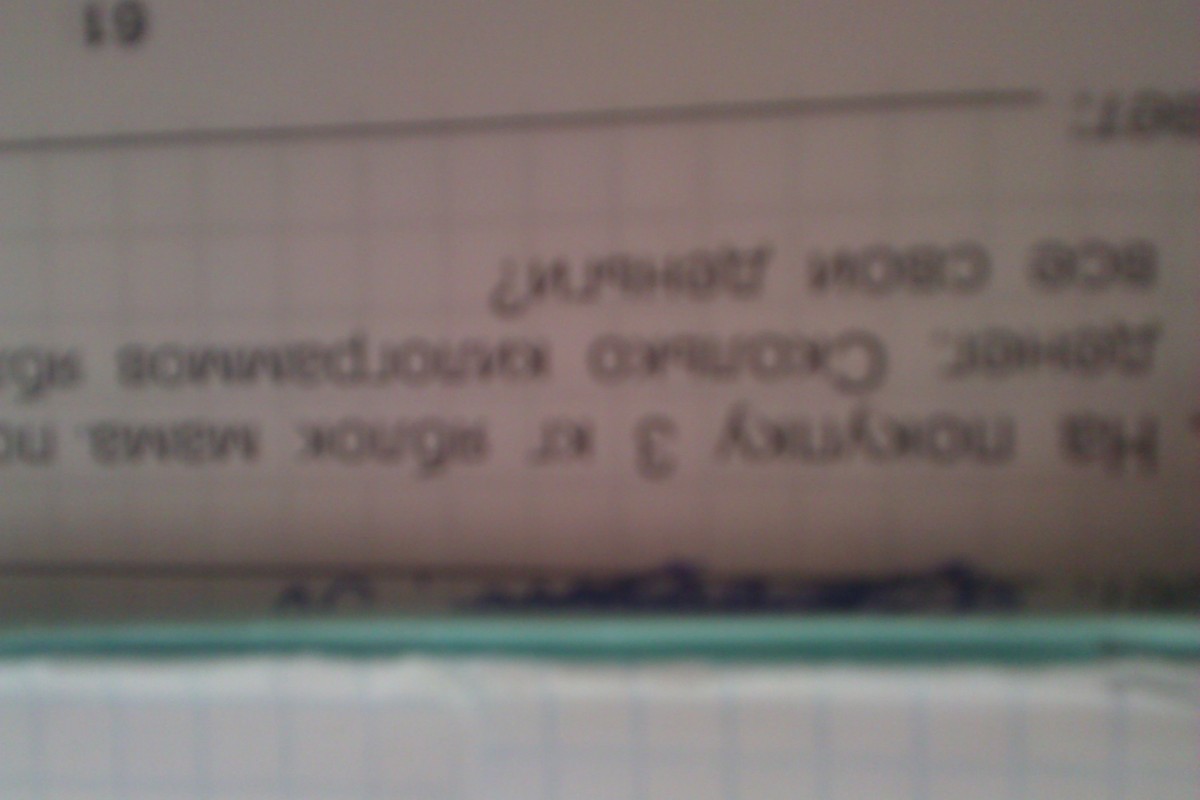 На покупку 3 кг яблок мама
денег. Сколько килограммов
все свои деньги?
61